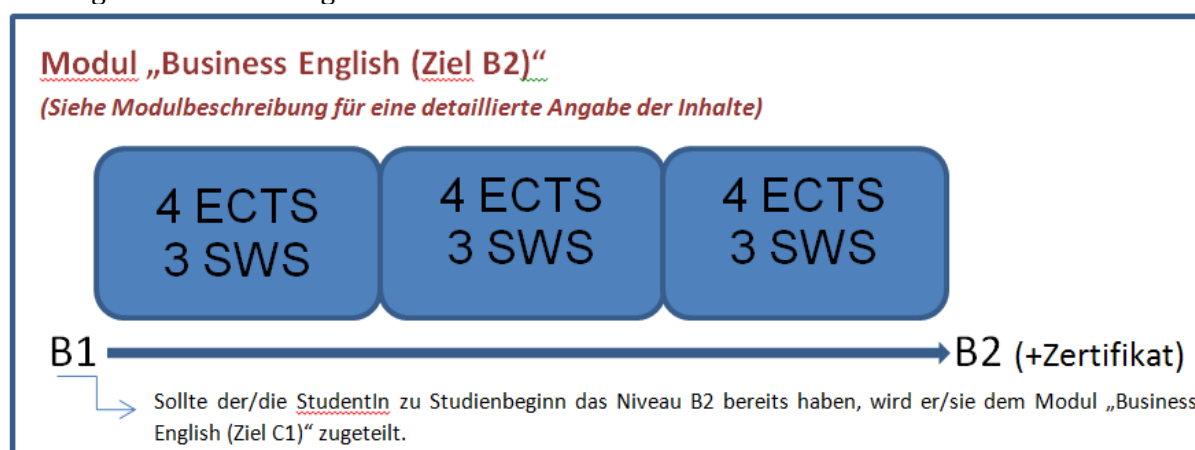 Modul „Business English (Ziel B2)“
(Siehe Modulbeschreibung für eine detaillierte Angabe der Inhalte)
4 ECTS
3 SWS
4 ECTS
3 SWS
4 ECTS
3 SWS
B1
B2 (+Zertifikat)
Sollte der/die StudentIn zu Studienbeginn das Niveau B2 bereits haben, wird er/sie dem Modul „Business
English (Ziel C1)“ zugeteilt.